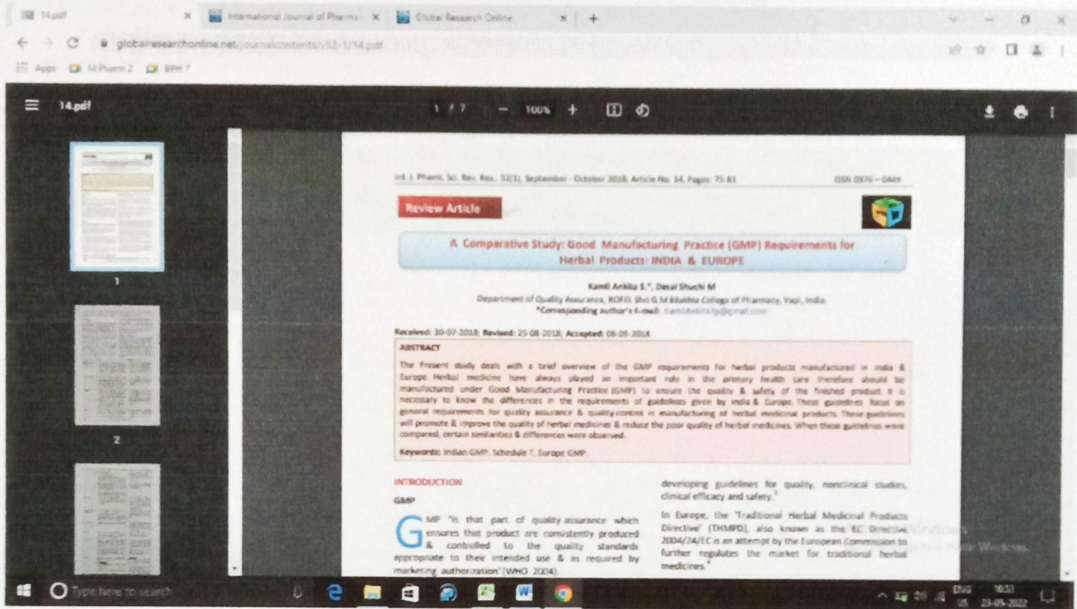 14.pdf
International Journal of Pharma
Global Research Online
globalresearchonline.net/journalcontents/v52-1/14.pdf
Apps M.Pharm 2
14.pdf
1 / 7
100%
Int. J. Pharm. Sci. Rev. Res., 52(1), September - October 2018; Article No. 14, Pages: 75-81
ISSN 0976 – 044X
Review Article
A Comparative Study: Good Manufacturing Practice (GMP) Requirements for
Herbal Products: INDIA & EUROPE
Kamli Ankita S.*, Desai Shuchi M
Department of Quality Assurance, ROFEL Shri G.M Bilakhia College of Pharmacy, Vapi, India.
*Corresponding author's E-mail:
Received: 30-07-2018; Revised: 25-08-2018; Accepted: 06-09-2018.
ABSTRACT
The Present study deals with a brief overview of the GMP requirements for herbal products manufactured in India &
Europe Herbal medicine have always played an important role in the primary health care therefore should be
manufactured under Good Manufacturing Practice (GMP) to ensure the quality & safety of the finished product. It is
necessary to know the differences in the requirements of guidelines given by India & Europe. These guidelines focus on
general requirements for quality assurance & quality control in manufacturing of herbal medicinal products. These guidelines
will promote & improve the quality of herbal medicines & reduce the poor quality of herbal medicines. When these guidelines were
compared, certain similarities & differences were observed.
Keywords: Indian GMP, Schedule T, Europe GMP.
INTRODUCTION
GMP
GMP "is that part of quality assurance which
ensures that product are consistently produced
& controlled to the quality standards
appropriate to their intended use & as required by
marketing authorization" (WHO 2004).
developing guidelines for quality, nonclinical studies,
clinical efficacy and safety.
In Europe, the 'Traditional Herbal Medicinal Products
Directive' (THMPD), also known as the EC Directive
2004/24/EC is an attempt by the European Commission to
further regulates the market for traditional herbal
medicines.
1
2
Type here to search
ENG
US
16:53
23-05-2022